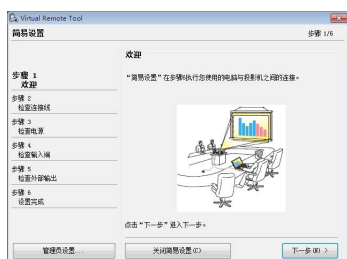 Virtual Remote Tool
简易设置
步骤 1/6
欢迎
步骤 1
欢迎
"简易设置"在步骤6执行您使用的电脑与投影机之间的连接。
步骤 2
检查连接线
步骤 3
检查电源
步骤 4
检查输入端
步骤 5
检查外部输出
步骤 6
设置完成
点击"下一步"进入下一步。
管理员设置...
关闭简易设置(C)
下一步(N) >